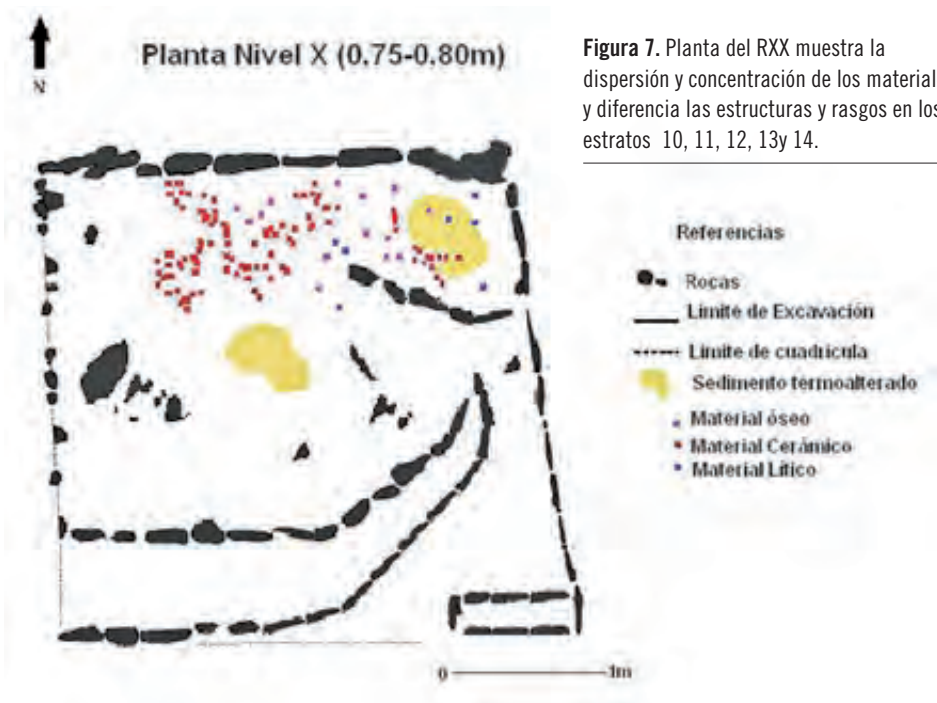 N
Planta Nivel X (0,75-0,80m)
Figura 7. Planta del RXX muestra la
dispersión y concentración de los material
y diferencia las estructuras y rasgos en los
estratos 10, 11, 12, 13y 14.
Referencias
Rocas
Limite de Excavación
Limite de cuadricula
Sedimento termoalterado
Material óseo
Material Cerámico
Material Lítico
0 1m